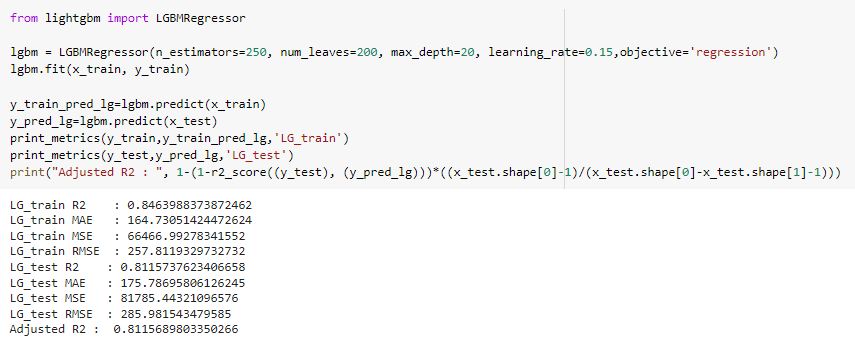 from lightgbm import LGBMRegressor
lgbm = LGBMRegressor(n_estimators=250, num_leaves=200, max_depth=20, learning_rate=0.15,objective='regression')
lgbm.fit(x_train, y_train)
y_train_pred_lg=lgbm.predict(x_train)
y_pred_lg=lgbm.predict(x_test)
print_metrics(y_train,y_train_pred_lg,'LG_train')
print_metrics(y_test,y_pred_lg,'LG_test')
print("Adjusted R2 : ", 1-(1-r2_score((y_test), (y_pred_lg)))*((x_test.shape[0]-1)/(x_test.shape[0]-x_test.shape[1]-1)))
LG_train R2    : 0.8463988373872462
LG_train MAE   : 164.73051424472624
LG_train MSE   : 66466.99278341552
LG_train RMSE  : 257.8119329732732
LG_test R2    : 0.8115737623406658
LG_test MAE   : 175.78695806126245
LG_test MSE   : 81785.44321096576
LG_test RMSE  : 285.981543479585
Adjusted R2 :  0.8115689803350266